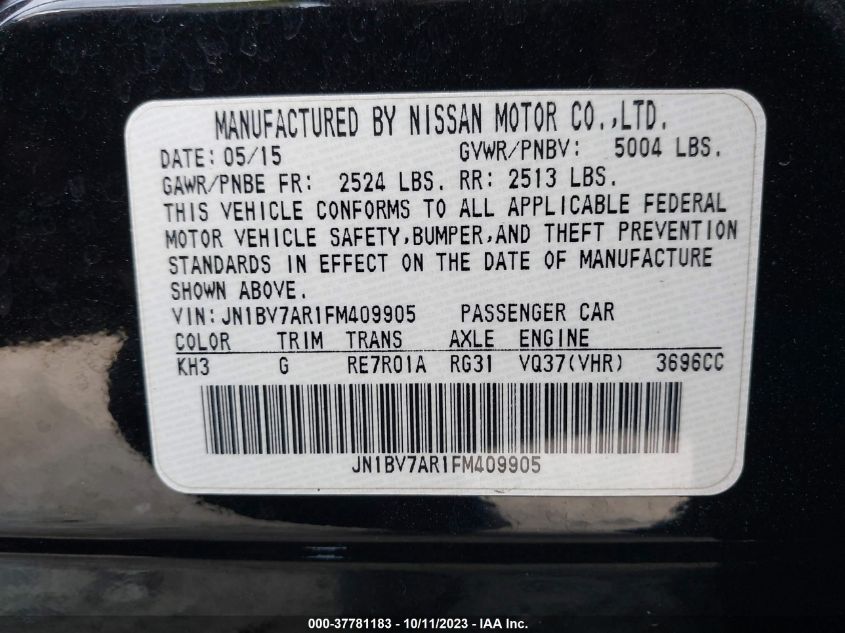 MANUFACTURED BY NISSAN MOTOR CO.,LTD.
DATE: 05/15 GVWR/PNBV: 5004 LBS.
GAWR/PNBE FR: 2524 LBS. RR: 2513 LBS.
THIS VEHICLE CONFORMS TO ALL APPLICABLE FEDERAL
MOTOR VEHICLE SAFETY,BUMPER,AND THEFT PREVENTION
STANDARDS IN EFFECT ON THE DATE OF MANUFACTURE
SHOWN ABOVE.
VIN: JN1BV7AR1FM409905 PASSENGER CAR
COLOR TRIM TRANS AXLE ENGINE
KH3 G RE7R01A RG31 VQ37(VHR) 3696CC
JN1BV7AR1FM409905
000-37781183 - 10/11/2023 - IAA Inc.